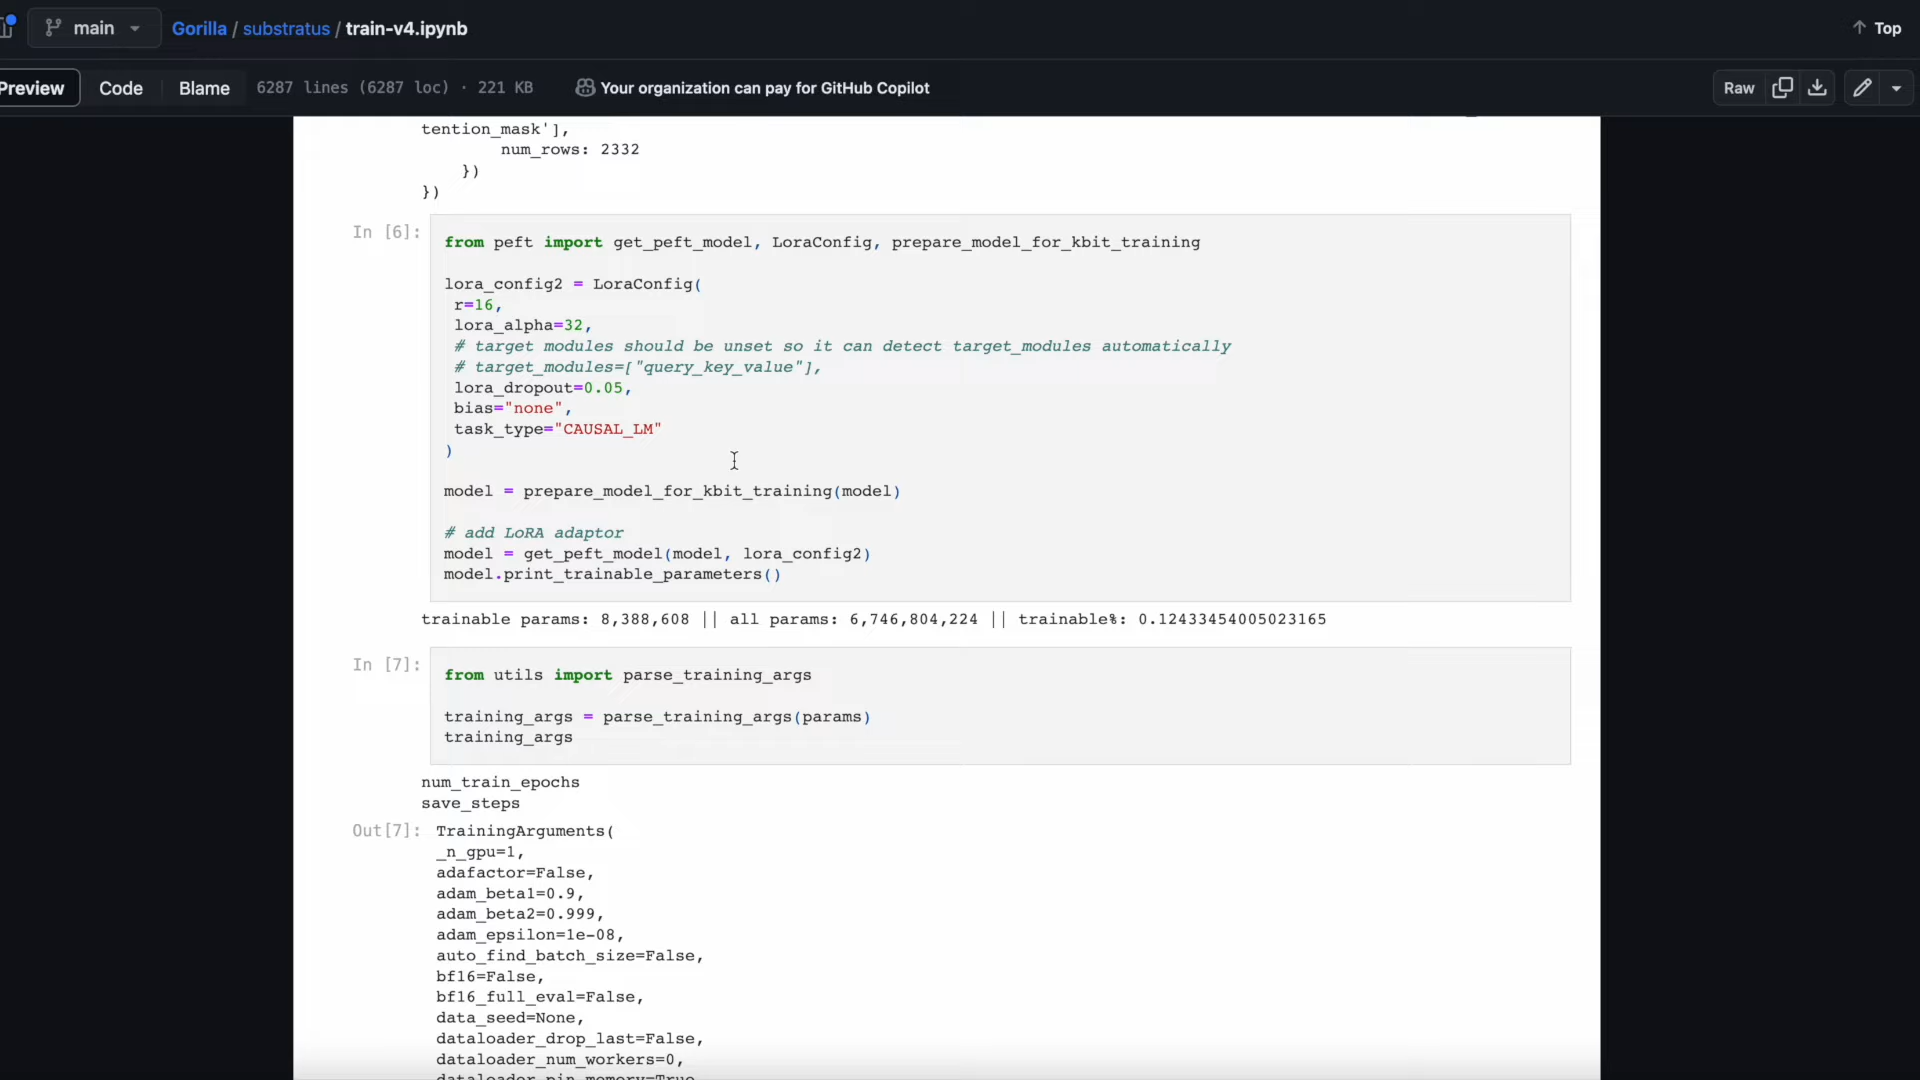 main
Gorilla / substratus / train-v4.ipynb
Top
Preview
Code
Blame
6287 lines (6287 loc) · 221 KB
Your organization can pay for GitHub Copilot
Raw
tention_mask'],
        num_rows: 2332
    })
})
In [6]:
from peft import get_peft_model, LoraConfig, prepare_model_for_kbit_training
lora_config2 = LoraConfig(
 r=16,
 lora_alpha=32,
 # target modules should be unset so it can detect target_modules automatically
 # target_modules=["query_key_value"],
 lora_dropout=0.05,
 bias="none",
 task_type="CAUSAL_LM"
)
model = prepare_model_for_kbit_training(model)
# add LoRA adaptor
model = get_peft_model(model, lora_config2)
model.print_trainable_parameters()
trainable params: 8,388,608 || all params: 6,746,804,224 || trainable%: 0.12433454005023165
In [7]:
from utils import parse_training_args
training_args = parse_training_args(params)
training_args
num_train_epochs
save_steps
Out[7]:
TrainingArguments(
_n_gpu=1,
adafactor=False,
adam_beta1=0.9,
adam_beta2=0.999,
adam_epsilon=1e-08,
auto_find_batch_size=False,
bf16=False,
bf16_full_eval=False,
data_seed=None,
dataloader_drop_last=False,
dataloader_num_workers=0,
dataloader_pin_memory=True,